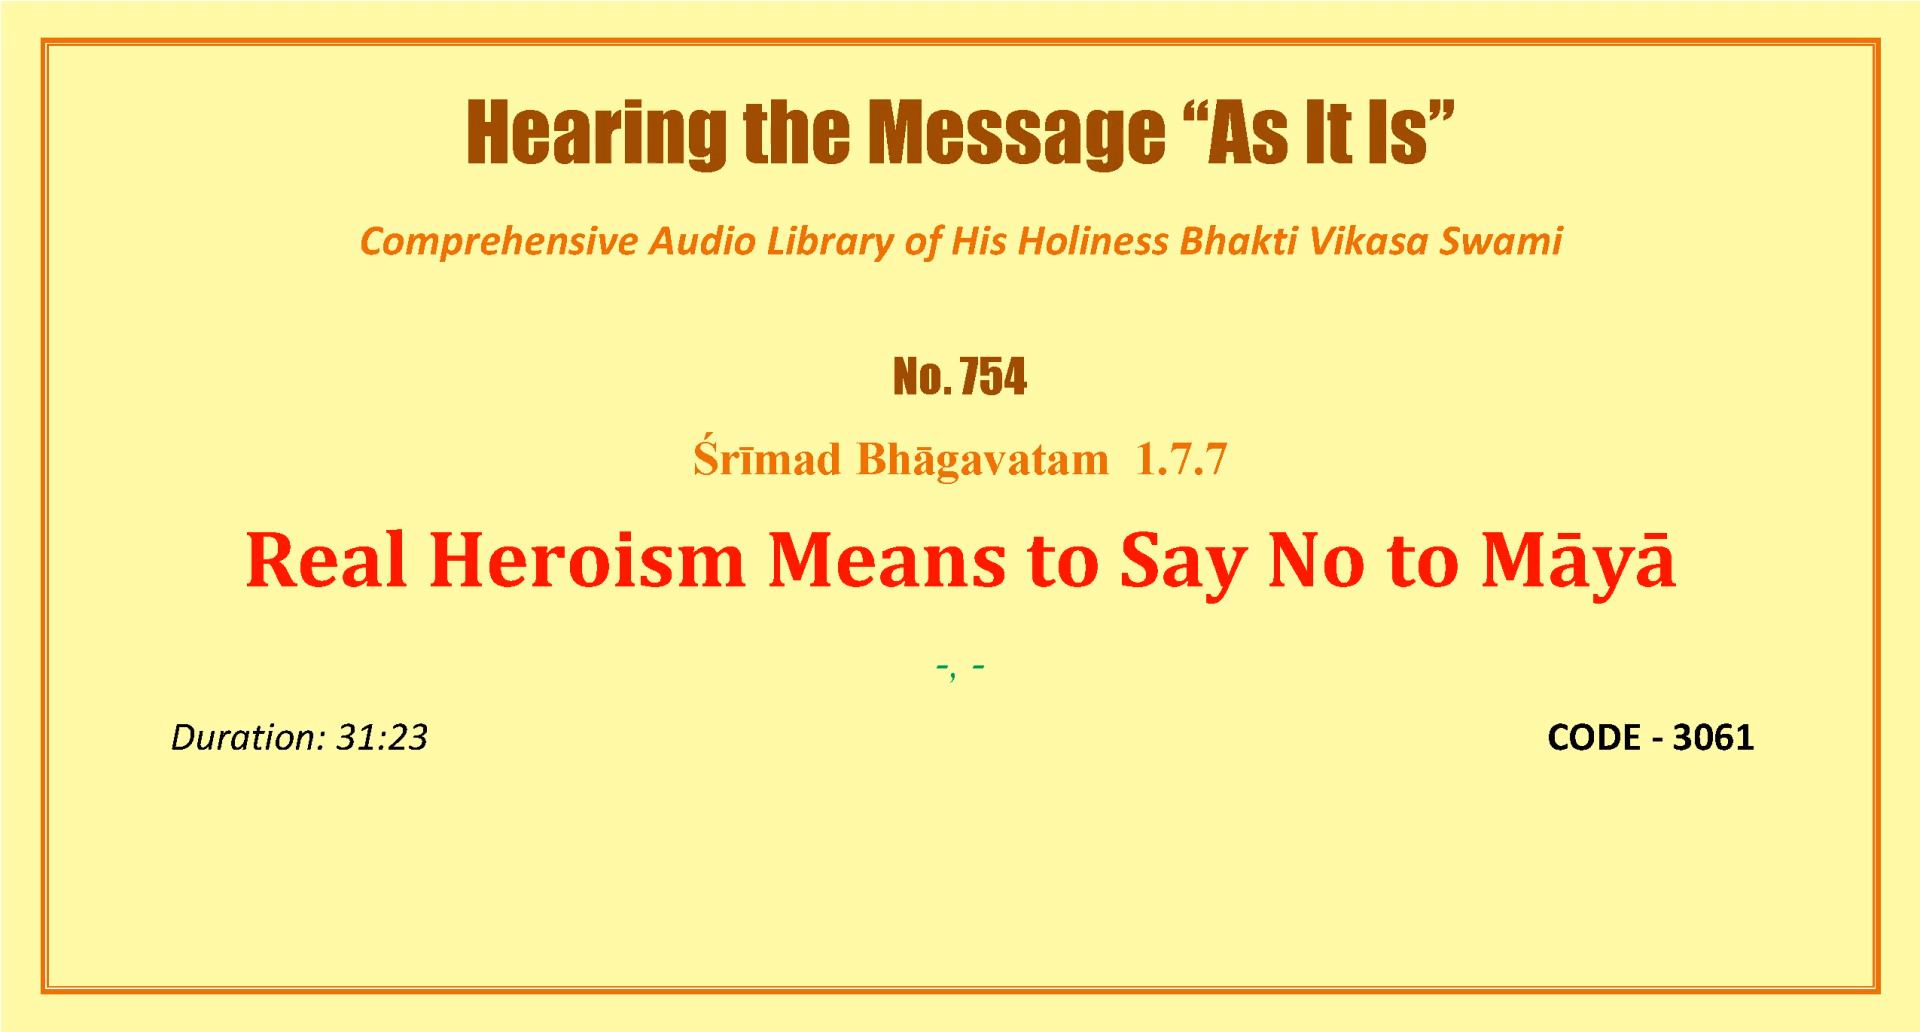 Hearing the Message “As It Is”
Comprehensive Audio Library of His Holiness Bhakti Vikasa Swami
No. 754
Śrīmad Bhāgavatam 1.7.7
Real Heroism Means to Say No to Māyā
-, -
Duration: 31:23
CODE - 3061